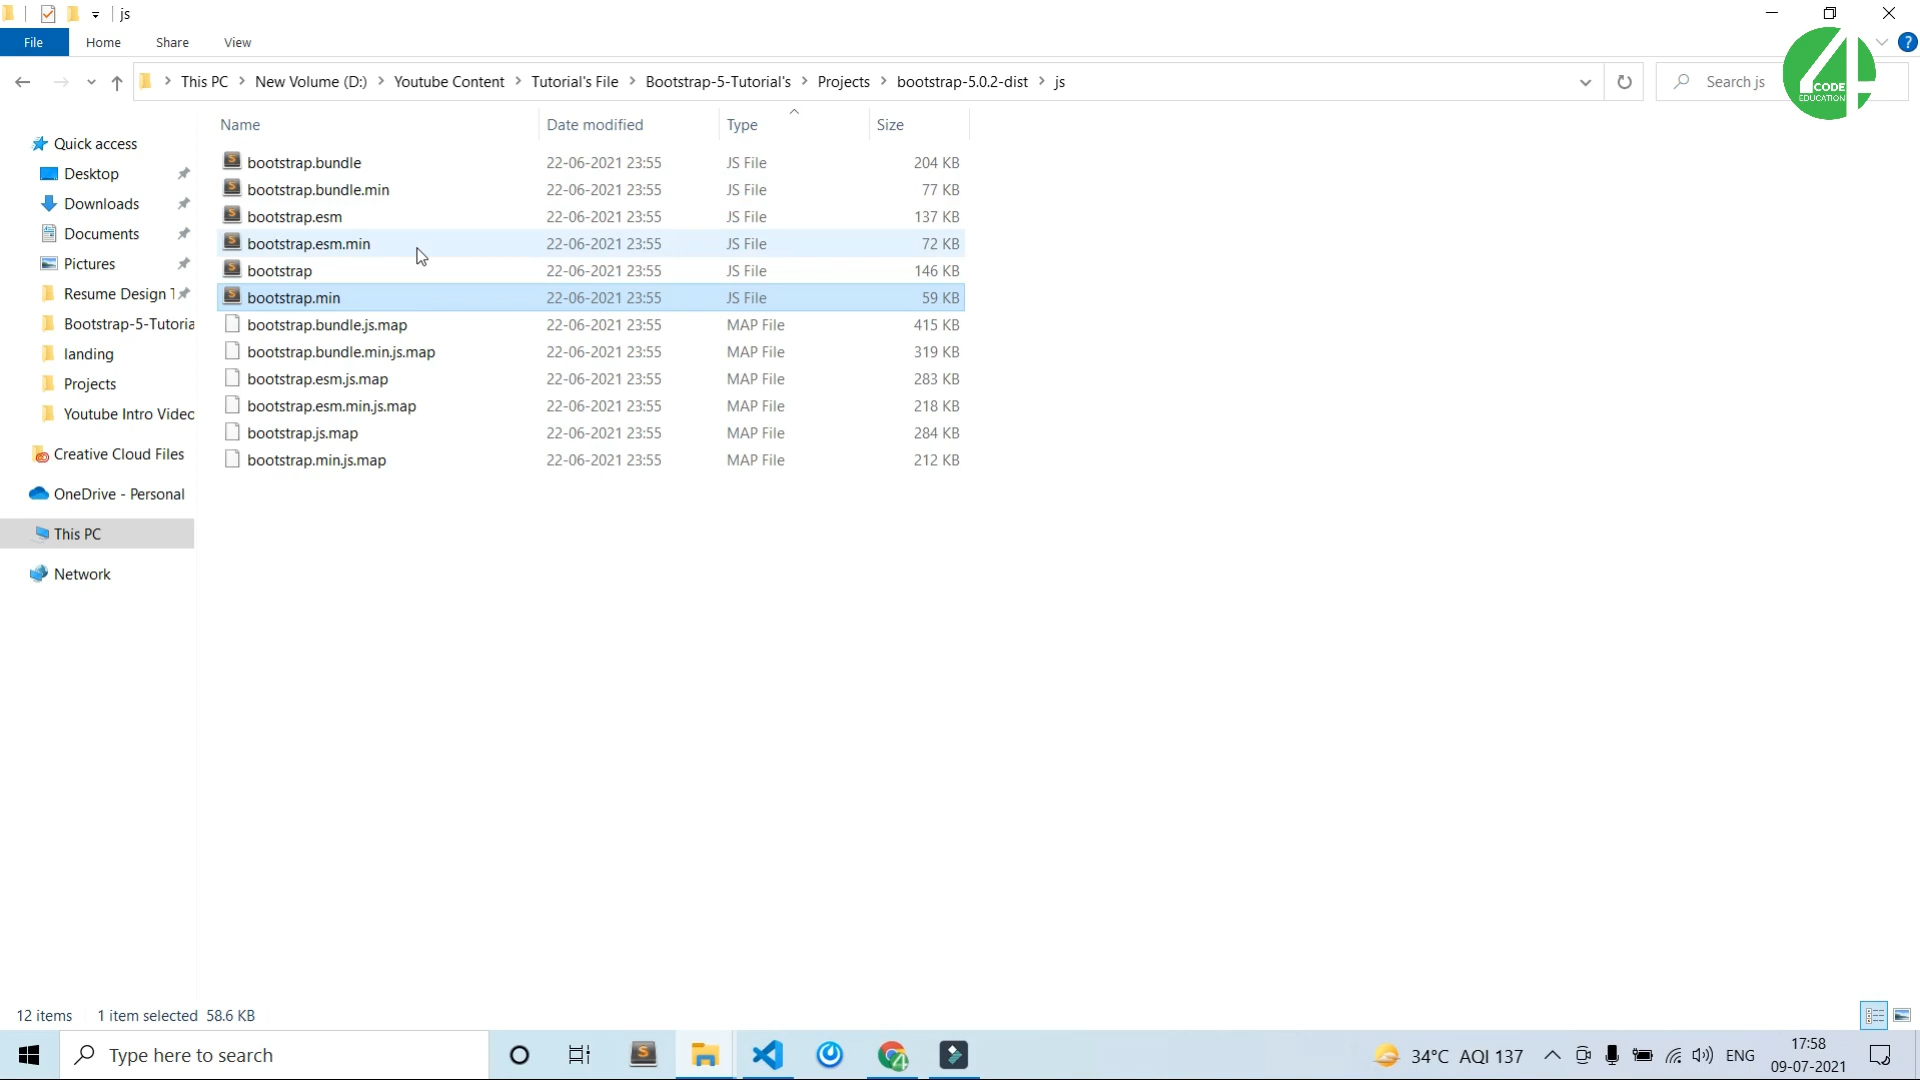 js
File Home Share View
This PC New Volume (D:) Youtube Content Tutorial's File Bootstrap-5-Tutorial's Projects bootstrap-5.0.2-dist js Search js
4 CODE EDUCATION
Name Date modified Type Size
Quick access
Desktop
Downloads
Documents
Pictures
Resume Design T
Bootstrap-5-Tutoria
landing
Projects
Youtube Intro Videc
Creative Cloud Files
OneDrive - Personal
This PC
Network
bootstrap.bundle 22-06-2021 23:55 JS File 204 KB
bootstrap.bundle.min 22-06-2021 23:55 JS File 77 KB
bootstrap.esm 22-06-2021 23:55 JS File 137 KB
bootstrap.esm.min 22-06-2021 23:55 JS File 72 KB
bootstrap 22-06-2021 23:55 JS File 146 KB
bootstrap.min 22-06-2021 23:55 JS File 59 KB
bootstrap.bundle.js.map 22-06-2021 23:55 MAP File 415 KB
bootstrap.bundle.min.js.map 22-06-2021 23:55 MAP File 319 KB
bootstrap.esm.js.map 22-06-2021 23:55 MAP File 283 KB
bootstrap.esm.min.js.map 22-06-2021 23:55 MAP File 218 KB
bootstrap.js.map 22-06-2021 23:55 MAP File 284 KB
bootstrap.min.js.map 22-06-2021 23:55 MAP File 212 KB
12 items 1 item selected 58.6 KB
Type here to search 34°C AQI 137 ENG 17:58
09-07-2021